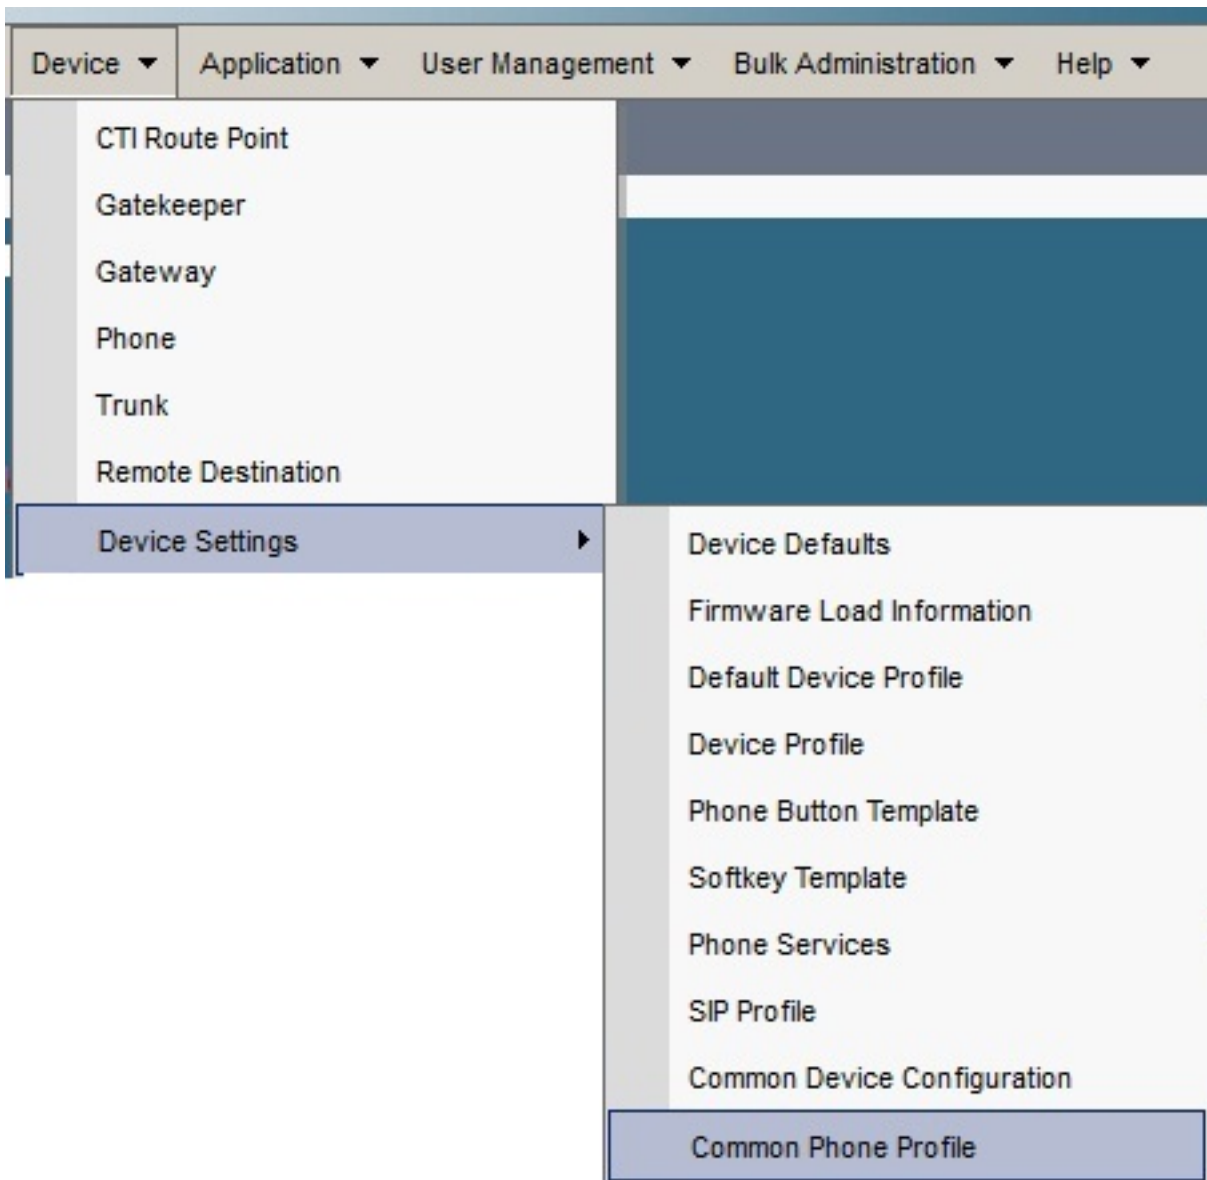 Device Application User Management Bulk Administration Help
CTI Route Point
Gatekeeper
Gateway
Phone
Trunk
Remote Destination
Device Settings
Device Defaults
Firmware Load Information
Default Device Profile
Device Profile
Phone Button Template
Softkey Template
Phone Services
SIP Profile
Common Device Configuration
Common Phone Profile